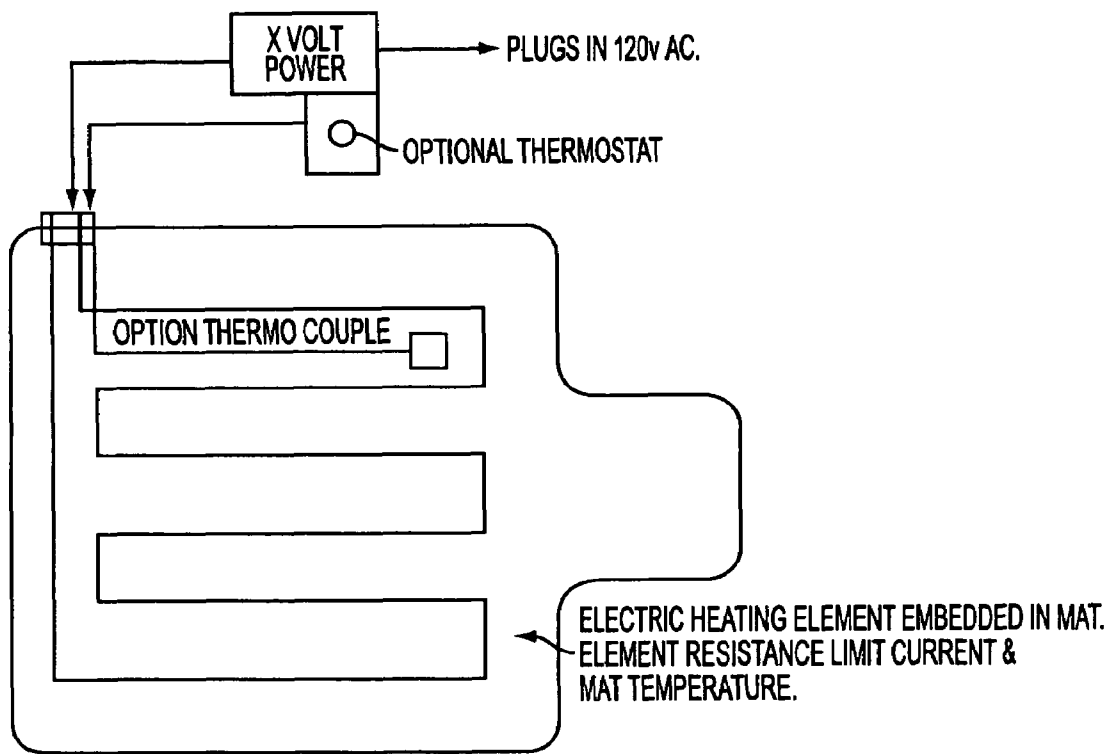 X VOLT
POWER
PLUGS IN 120v AC.
OPTIONAL THERMOSTAT
OPTION THERMO COUPLE
ELECTRIC HEATING ELEMENT EMBEDDED IN MAT.
ELEMENT RESISTANCE LIMIT CURRENT &
MAT TEMPERATURE.